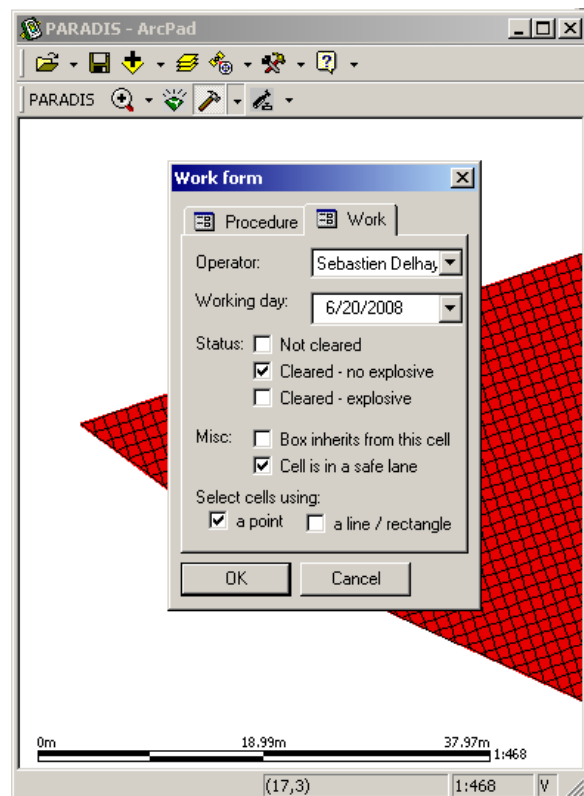 PARADIS - ArcPad
PARADIS
Work form
Procedure
Work
Operator: Sebastien Delhay
Working day: 6/20/2008
Status: Not cleared
Cleared - no explosive
Cleared - explosive
Misc: Box inherits from this cell
Cell is in a safe lane
Select cells using:
a point a line / rectangle
OK Cancel
0m 18.99m 37.97m
1:468
(17,3) 1:468 V